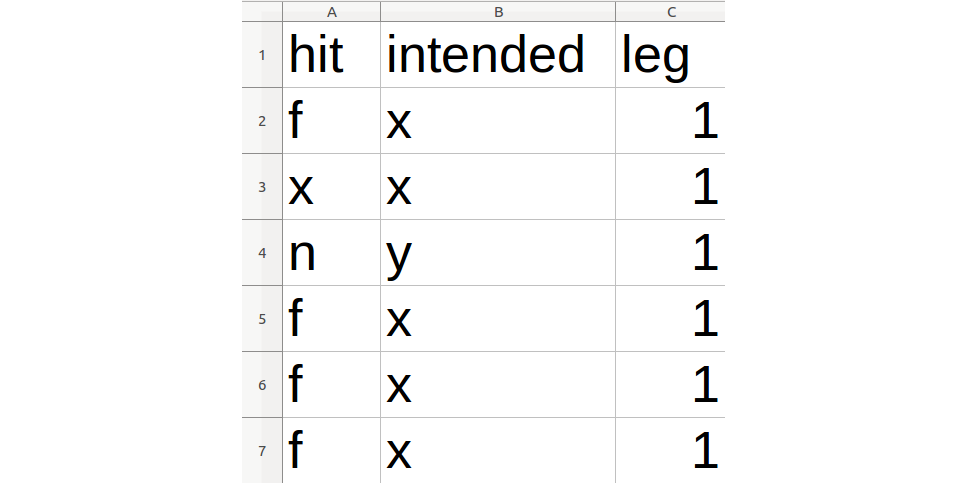 A B C
1 hit intended leg
2 f x 1
3 x x 1
4 n y 1
5 f x 1
6 f x 1
7 f x 1